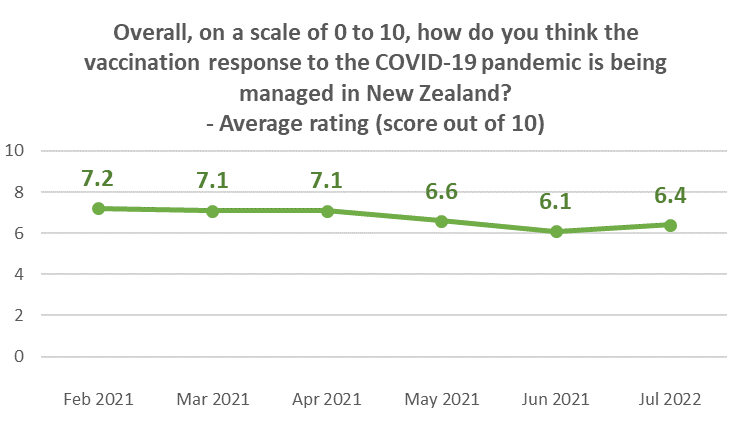 Overall, on a scale of 0 to 10, how do you think the
vaccination response to the COVID-19 pandemic is being
managed in New Zealand?
- Average rating (score out of 10)
10
8
6
4
2
0
7.2
7.1
7.1
6.6
6.1
6.4
Feb 2021
Mar 2021
Apr 2021
May 2021
Jun 2021
Jul 2022